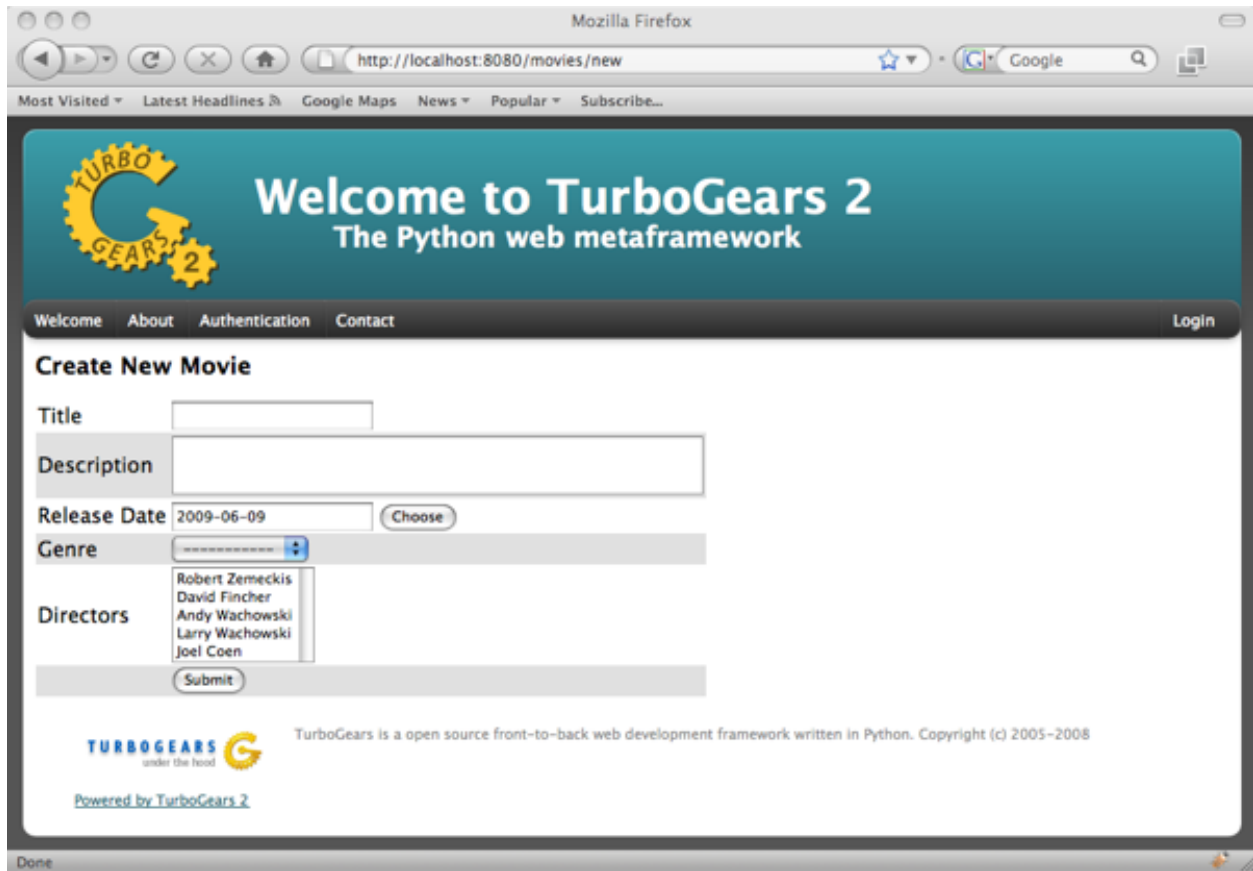 Mozilla Firefox
http://localhost:8080/movies/new
G Google
Most Visited Latest Headlines Google Maps News Popular Subscribe...
TURBO
GEARS
2
Welcome to TurboGears 2
The Python web metaframework
Welcome About Authentication Contact Login
Create New Movie
Title
Description
Release Date 2009-06-09 Choose
Genre -----------
Directors
Robert Zemeckis
David Fincher
Andy Wachowski
Larry Wachowski
Joel Coen
Submit
TURBOGEARS
under the hood
TurboGears is a open source front-to-back web development framework written in Python. Copyright (c) 2005-2008
Powered by TurboGears 2
Done